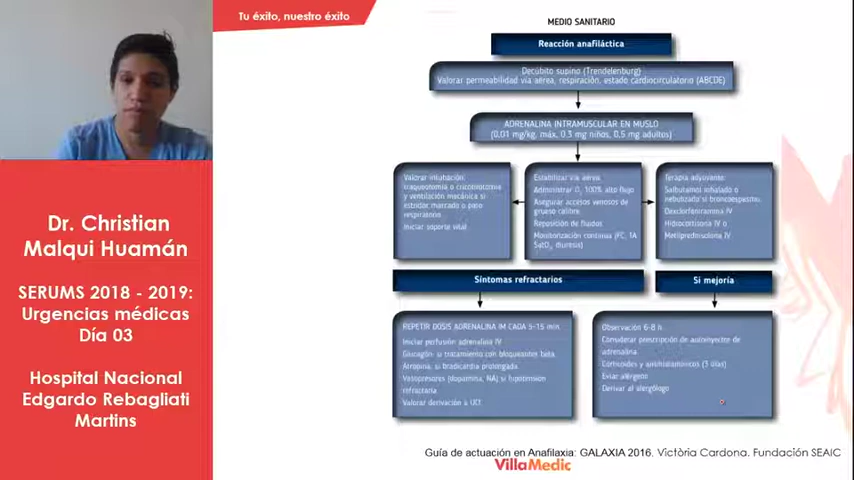 Tu éxito, nuestro éxito
Dr. Christian
Malqui Huamán
SERUMS 2018 - 2019:
Urgencias médicas
Día 03
Hospital Nacional
Edgardo Rebagliati
Martins
MEDIO SANITARIO
Reacción anafiláctica
Decúbito supino (Trendelenburg)
Valorar permeabilidad vía aérea, respiración, estado cardiocirculatorio (ABCDE)
ADRENALINA INTRAMUSCULAR EN MUSLO
(0,01 mg/kg, máx. 0,3 mg niños, 0,5 mg adultos)
Valorar intubación,
traqueotomía o cricotirotomía
y ventilación mecánica si
estridor marcado o paro
respiratorio
Iniciar soporte vital
Estabilizar vía aérea
Administrar O₂ 100% alto flujo
Asegurar accesos venosos de
grueso calibre
Reposición de fluidos
Monitorización continua (FC, TA
SatO₂, diuresis)
Terapia adyuvante:
Salbutamol inhalado o
nebulizado si broncoespasmo
Dexclorfeniramina IV
Hidrocortisona IV o
Metilprednisolona IV
Síntomas refractarios
Si mejoría
REPETIR DOSIS ADRENALINA IM CADA 5-15 min.
Iniciar perfusión adrenalina IV
Glucagón: si tratamiento con bloqueantes beta
Atropina, si bradicardia prolongada
Vasopresores (dopamina, NA) si hipotensión
refractaria
Valorar derivación a UCI
Observación 6-8 h
Considerar prescripción de autoinyector de
adrenalina
Corticoides y antihistamínicos (3 días)
Evitar alérgeno
Derivar al alergólogo
Guía de actuación en Anafilaxia: GALAXIA 2016. Victòria Cardona. Fundación SEAIC
VillaMedic